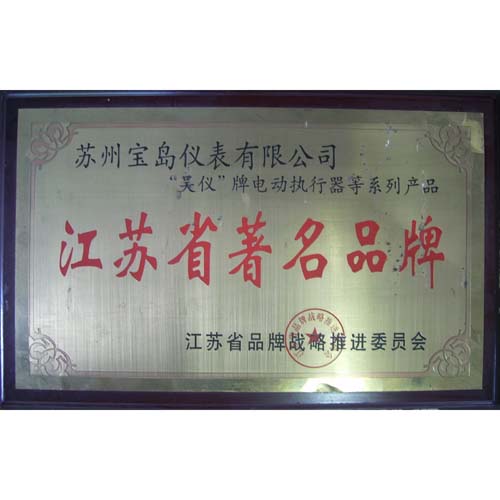 苏州宝岛仪表有限公司
“吴仪”牌电动执行器等系列产品
江苏省著名品牌
江苏省品牌战略推进委员会